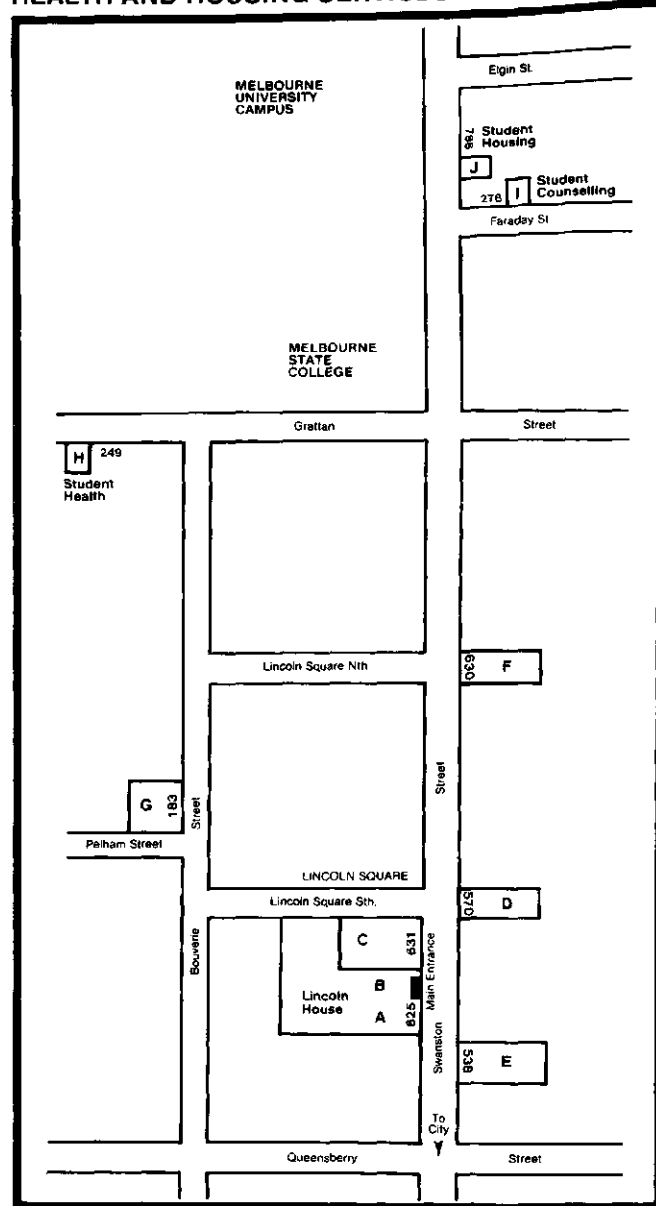 HEALTH AND HOUSING SERVICES
Elgin St.
MELBOURNE
UNIVERSITY
CAMPUS
Student
Housing
J
Student
Counselling
276
I
Faraday St
MELBOURNE
STATE
COLLEGE
Grattan
Street
H
249
Student
Health
Lincoln Square Nth
630
F
Street
G
183
Street
Pelham Street
LINCOLN SQUARE
Lincoln Square Sth.
570
D
Bouverie
C
631
Main Entrance
B
Lincoln
House
A
625
Swanston
538
E
To
City
Queensberry
Street